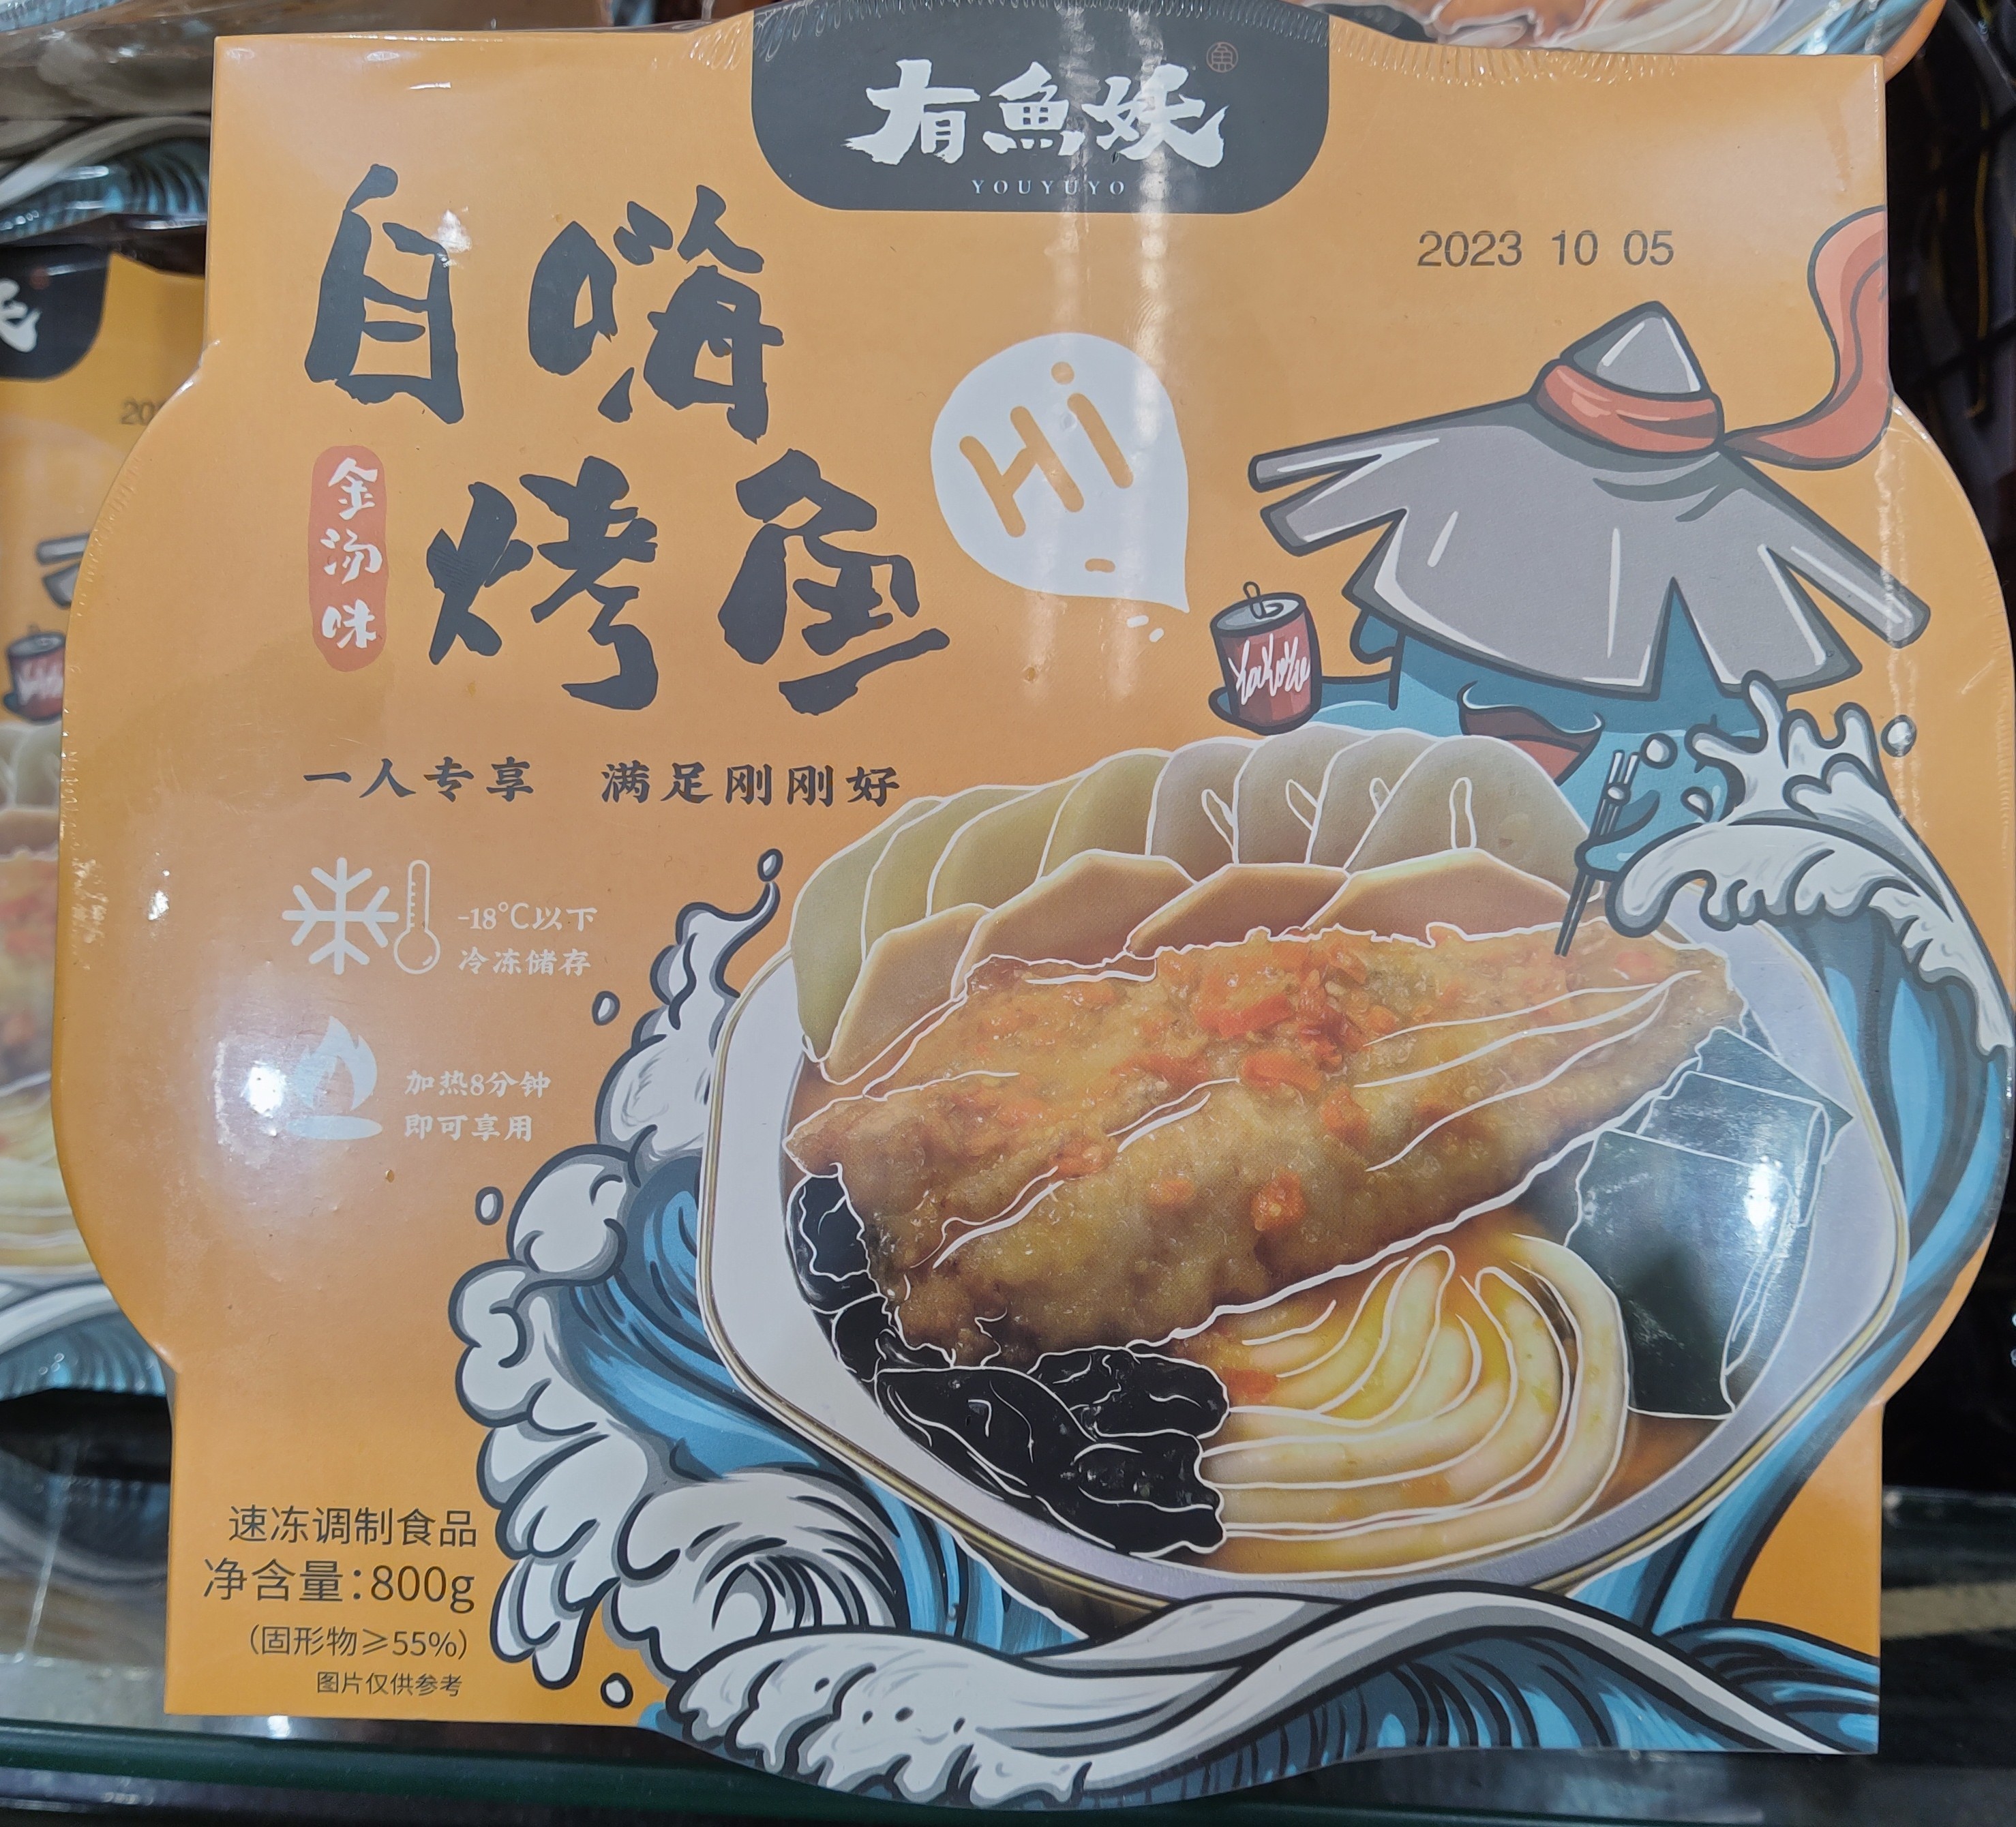 有魚妖
YOUYUYO
2023 10 05
自嗨
烤鱼
金汤味
Hi
YaYoYu
一人专享 满足刚刚好
-18℃以下
冷冻储存
加热8分钟
即可享用
速冻调制食品
净含量:800g
(固形物≥55%)
图片仅供参考